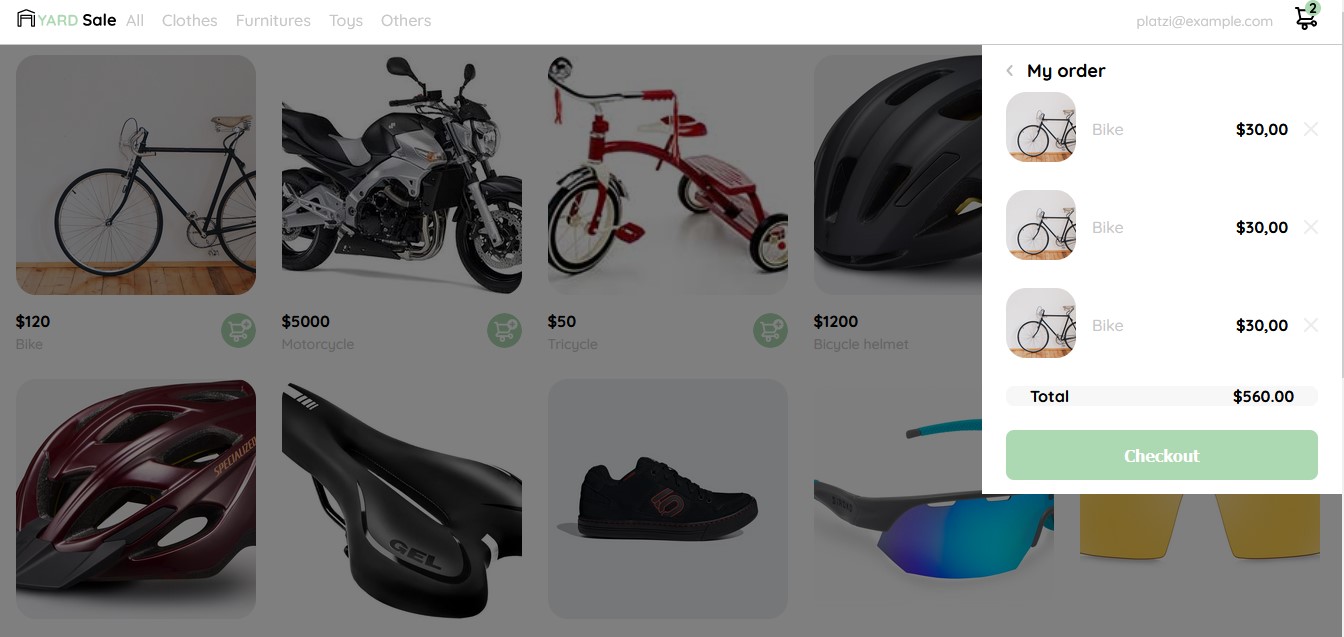 YARD Sale All Clothes Furnitures Toys Others platzi@example.com 2
My order
Bike $30,00
Bike $30,00
Bike $30,00
Total $560.00
Checkout
$120
Bike
$5000
Motorcycle
$50
Tricycle
$1200
Bicycle helmet
SPECIALIZED
GEL